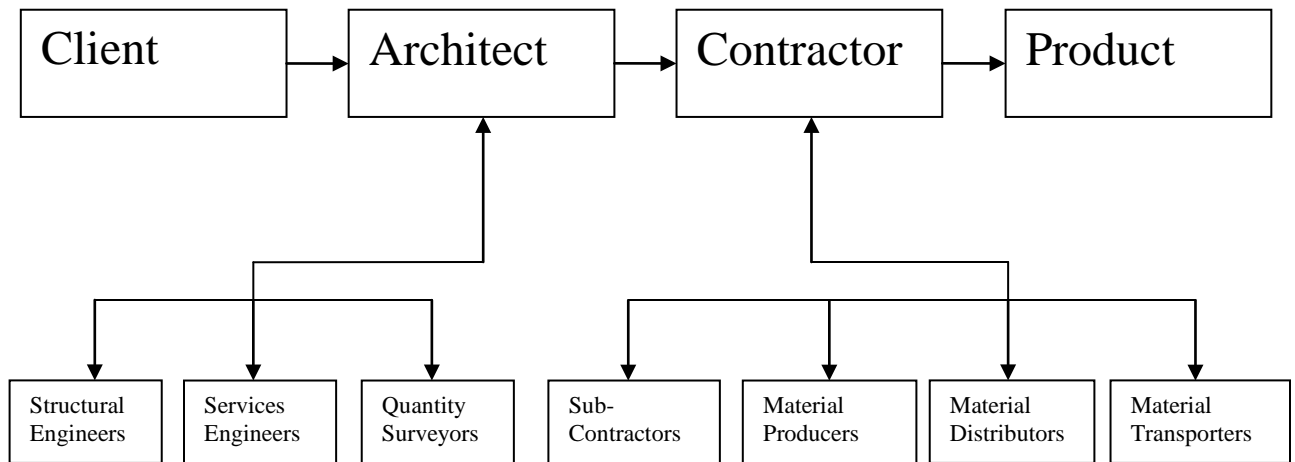 Client
Architect
Contractor
Product
Structural
Engineers
Services
Engineers
Quantity
Surveyors
Sub-
Contractors
Material
Producers
Material
Distributors
Material
Transporters